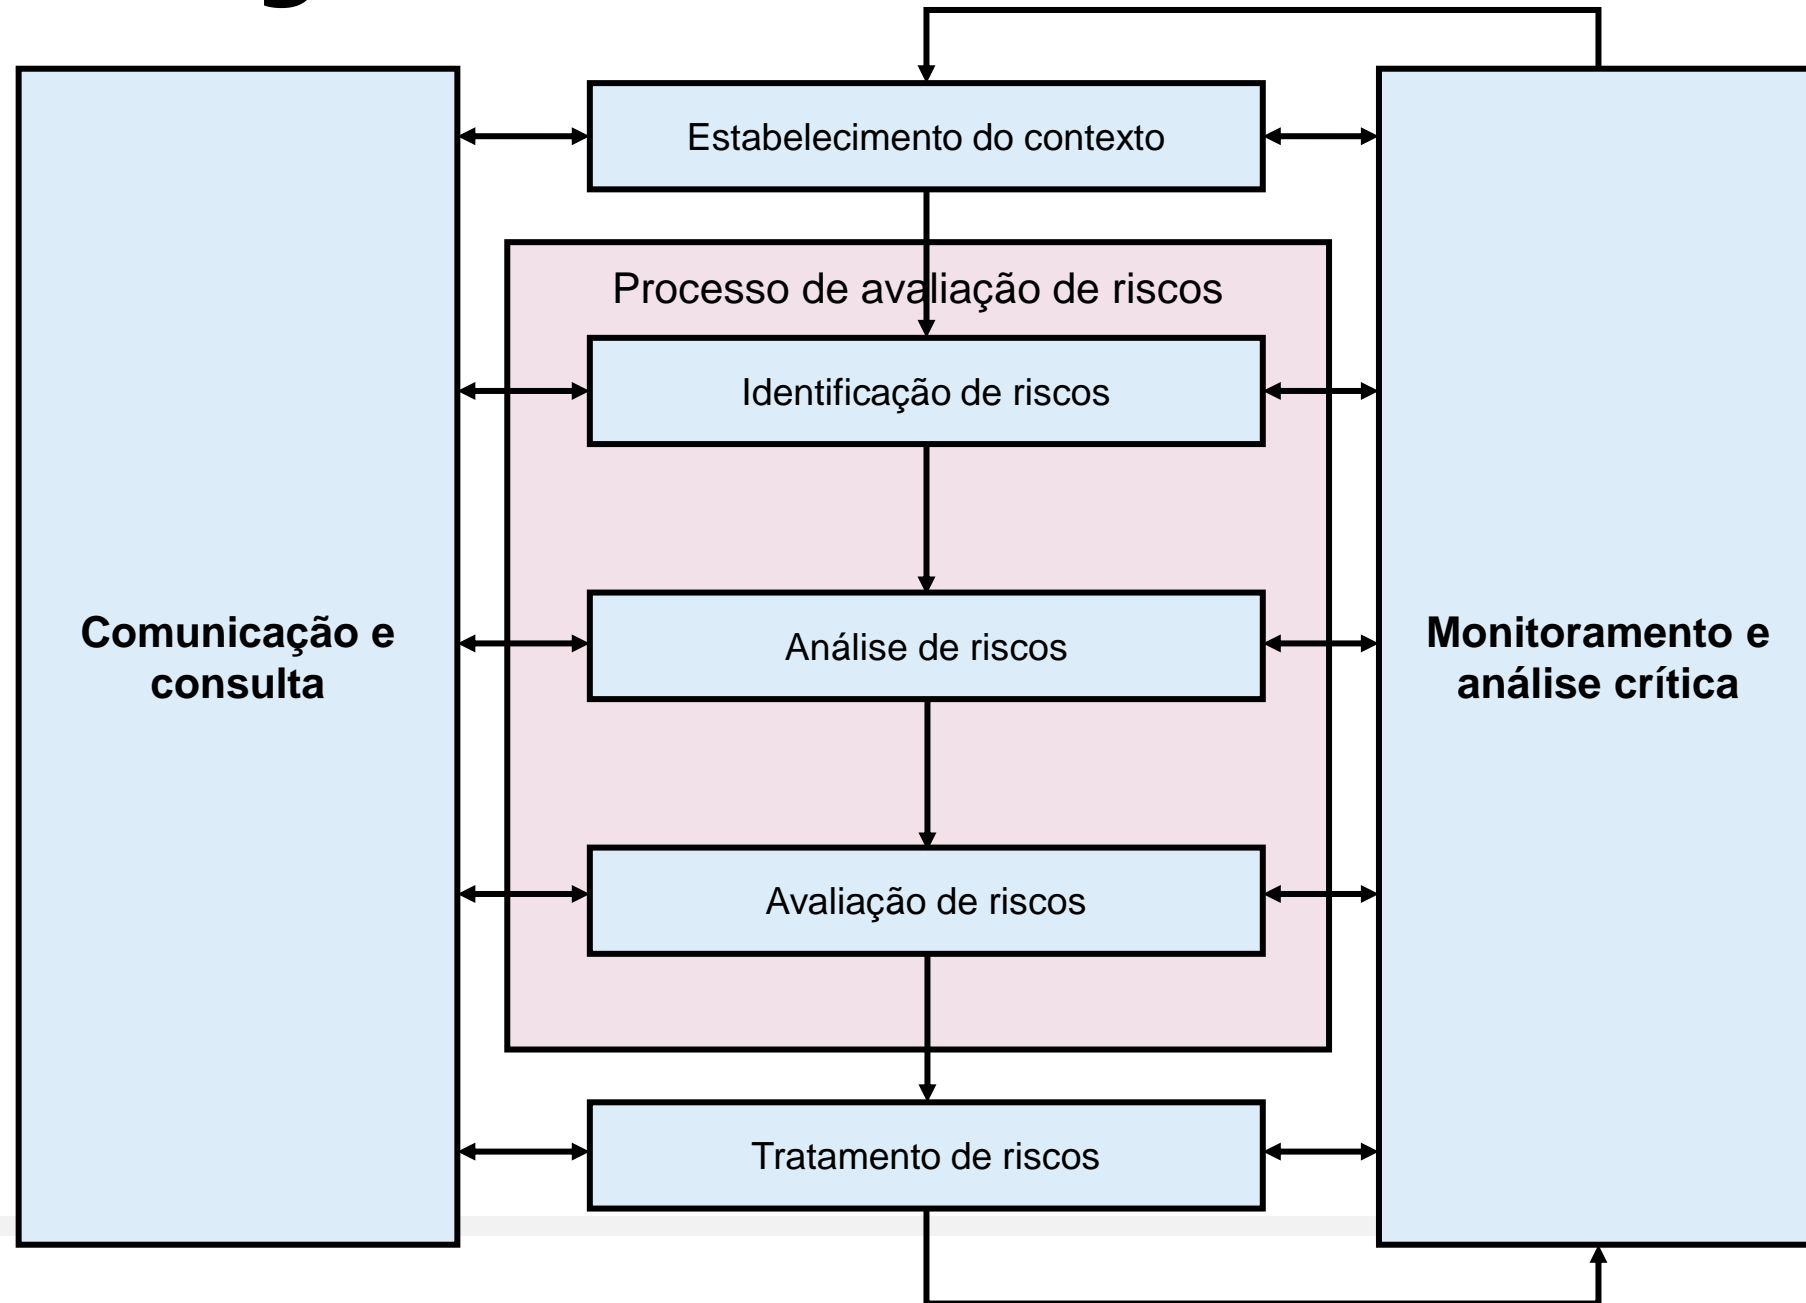 Estabelecimento do contexto
Processo de avaliação de riscos
Identificação de riscos
Comunicação e
consulta
Análise de riscos
Monitoramento e
análise crítica
Avaliação de riscos
Tratamento de riscos